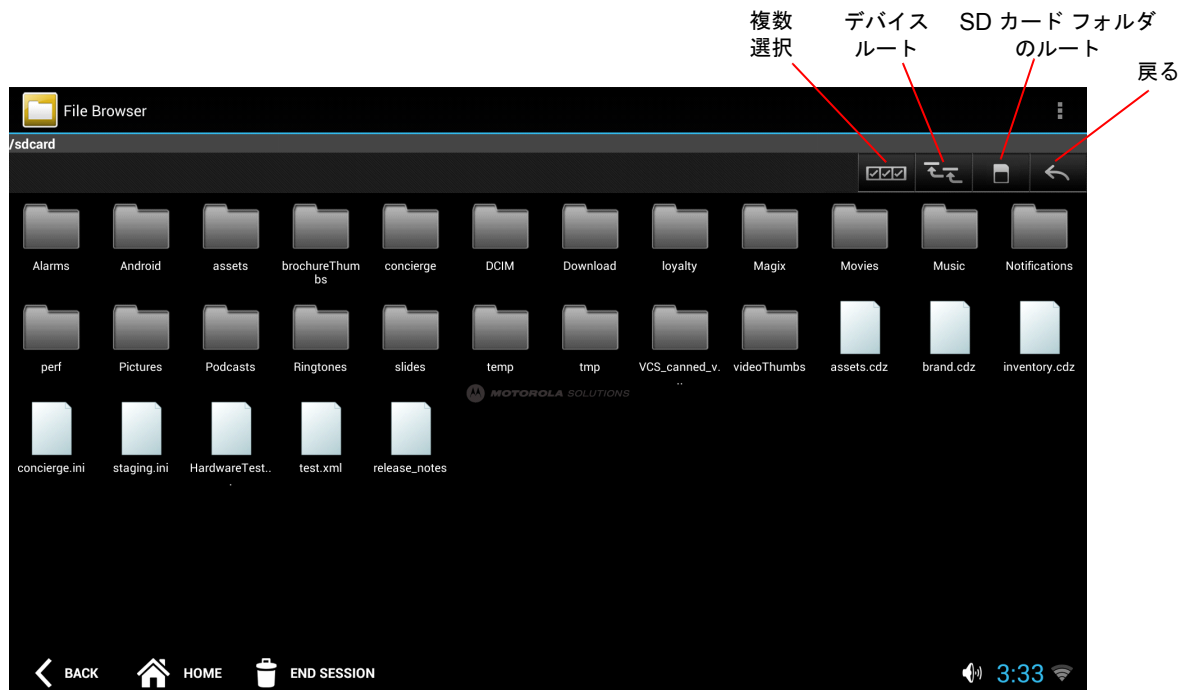 複数
選択
デバイス
ルート
SD カード フォルダ
のルート
戻る
File Browser
/sdcard
Alarms
Android
assets
brochureThum
bs
concierge
DCIM
Download
loyalty
Magix
Movies
Music
Notifications
perf
Pictures
Podcasts
Ringtones
slides
temp
tmp
VCS_canned_v.
..
videoThumbs
assets.cdz
brand.cdz
inventory.cdz
MOTOROLA SOLUTIONS
concierge.ini
staging.ini
HardwareTest..
.
test.xml
release_notes
BACK
HOME
END SESSION
3:33